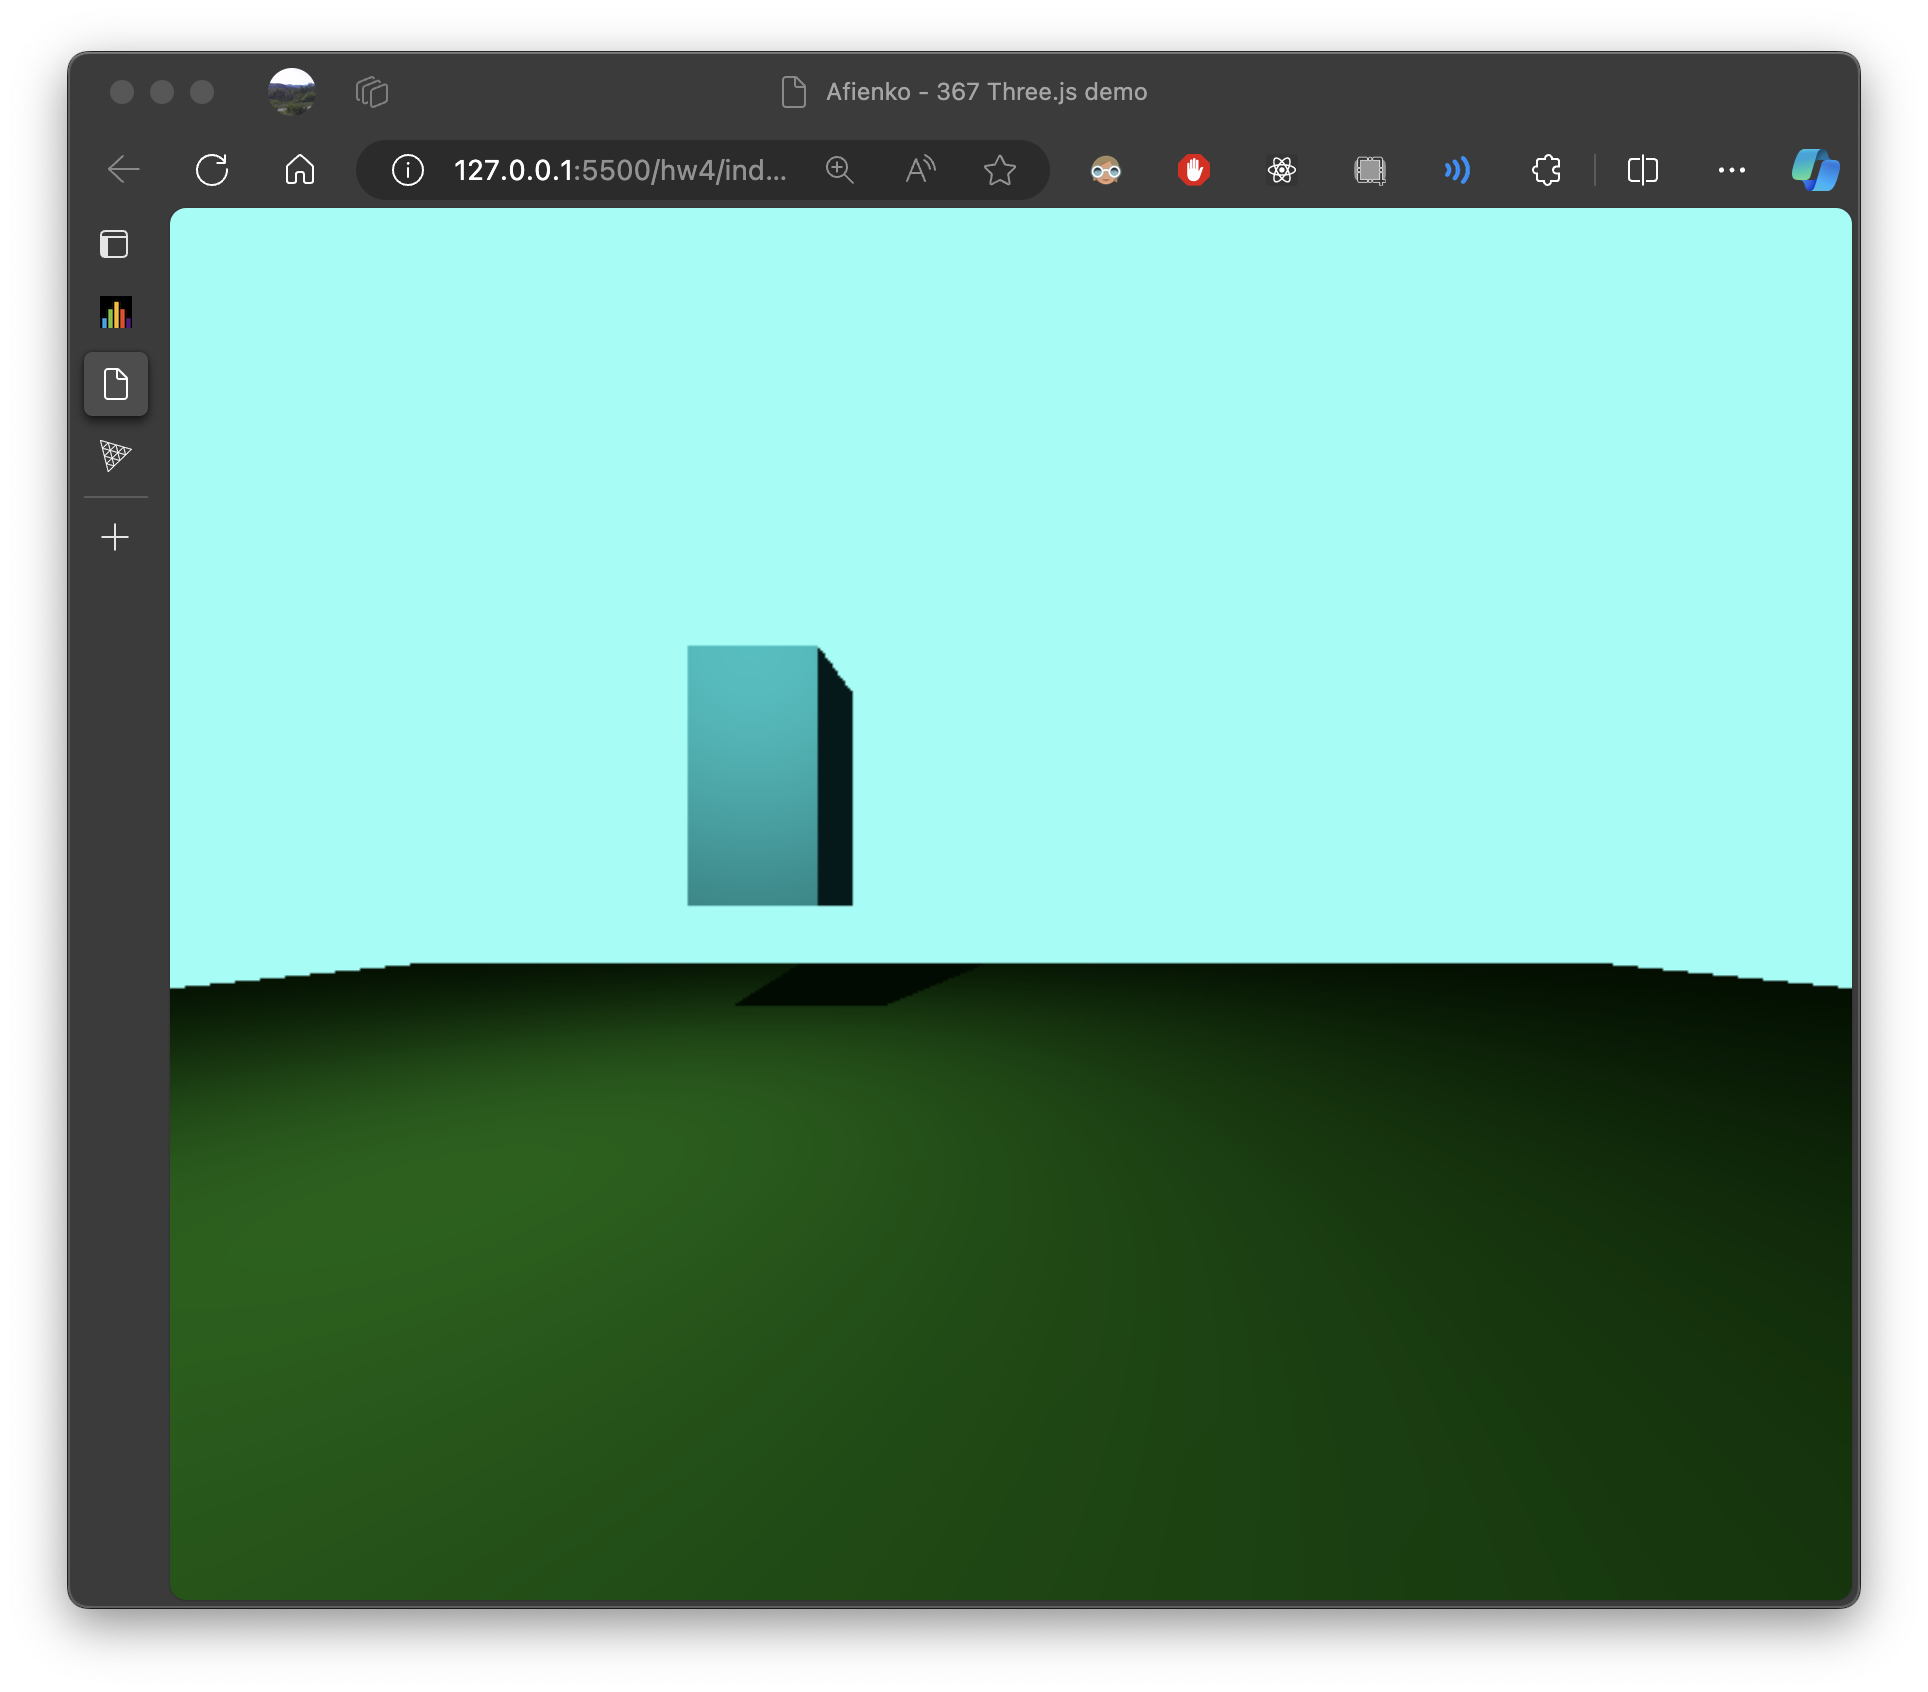 Afienko - 367 Three.js demo
127.0.0.1:5500/hw4/ind...